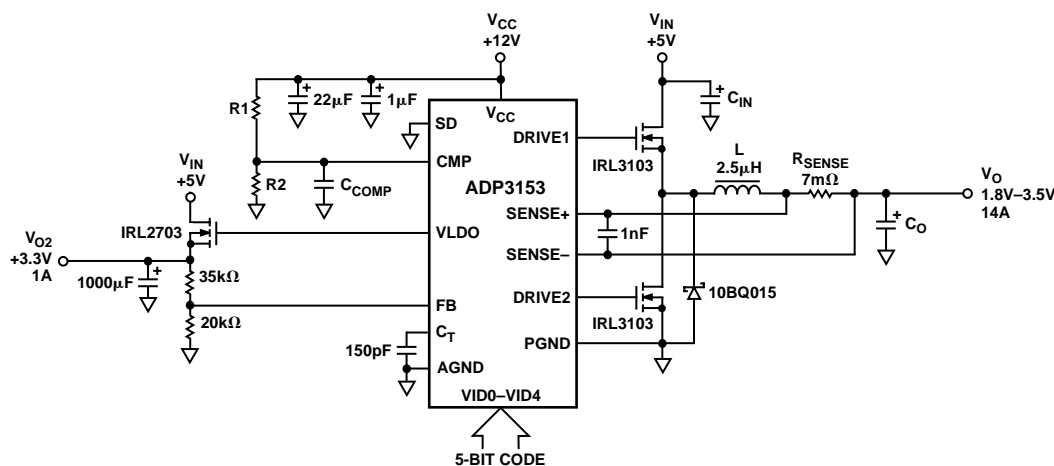 VCC
+12V
VIN
+5V
R1
22μF
1μF
+
+
VCC
+
CIN
SD
DRIVE1
IRL3103
L
2.5μH
RSENSE
7mΩ
VO
1.8V–3.5V
14A
VIN
+5V
R2
CCOMP
CMP
ADP3153
SENSE+
1nF
+
CO
IRL2703
VLDO
SENSE–
VO2
+3.3V
1A
1000μF
+
35kΩ
DRIVE2
IRL3103
10BQ015
20kΩ
FB
CT
150pF
PGND
AGND
VID0–VID4
5-BIT CODE